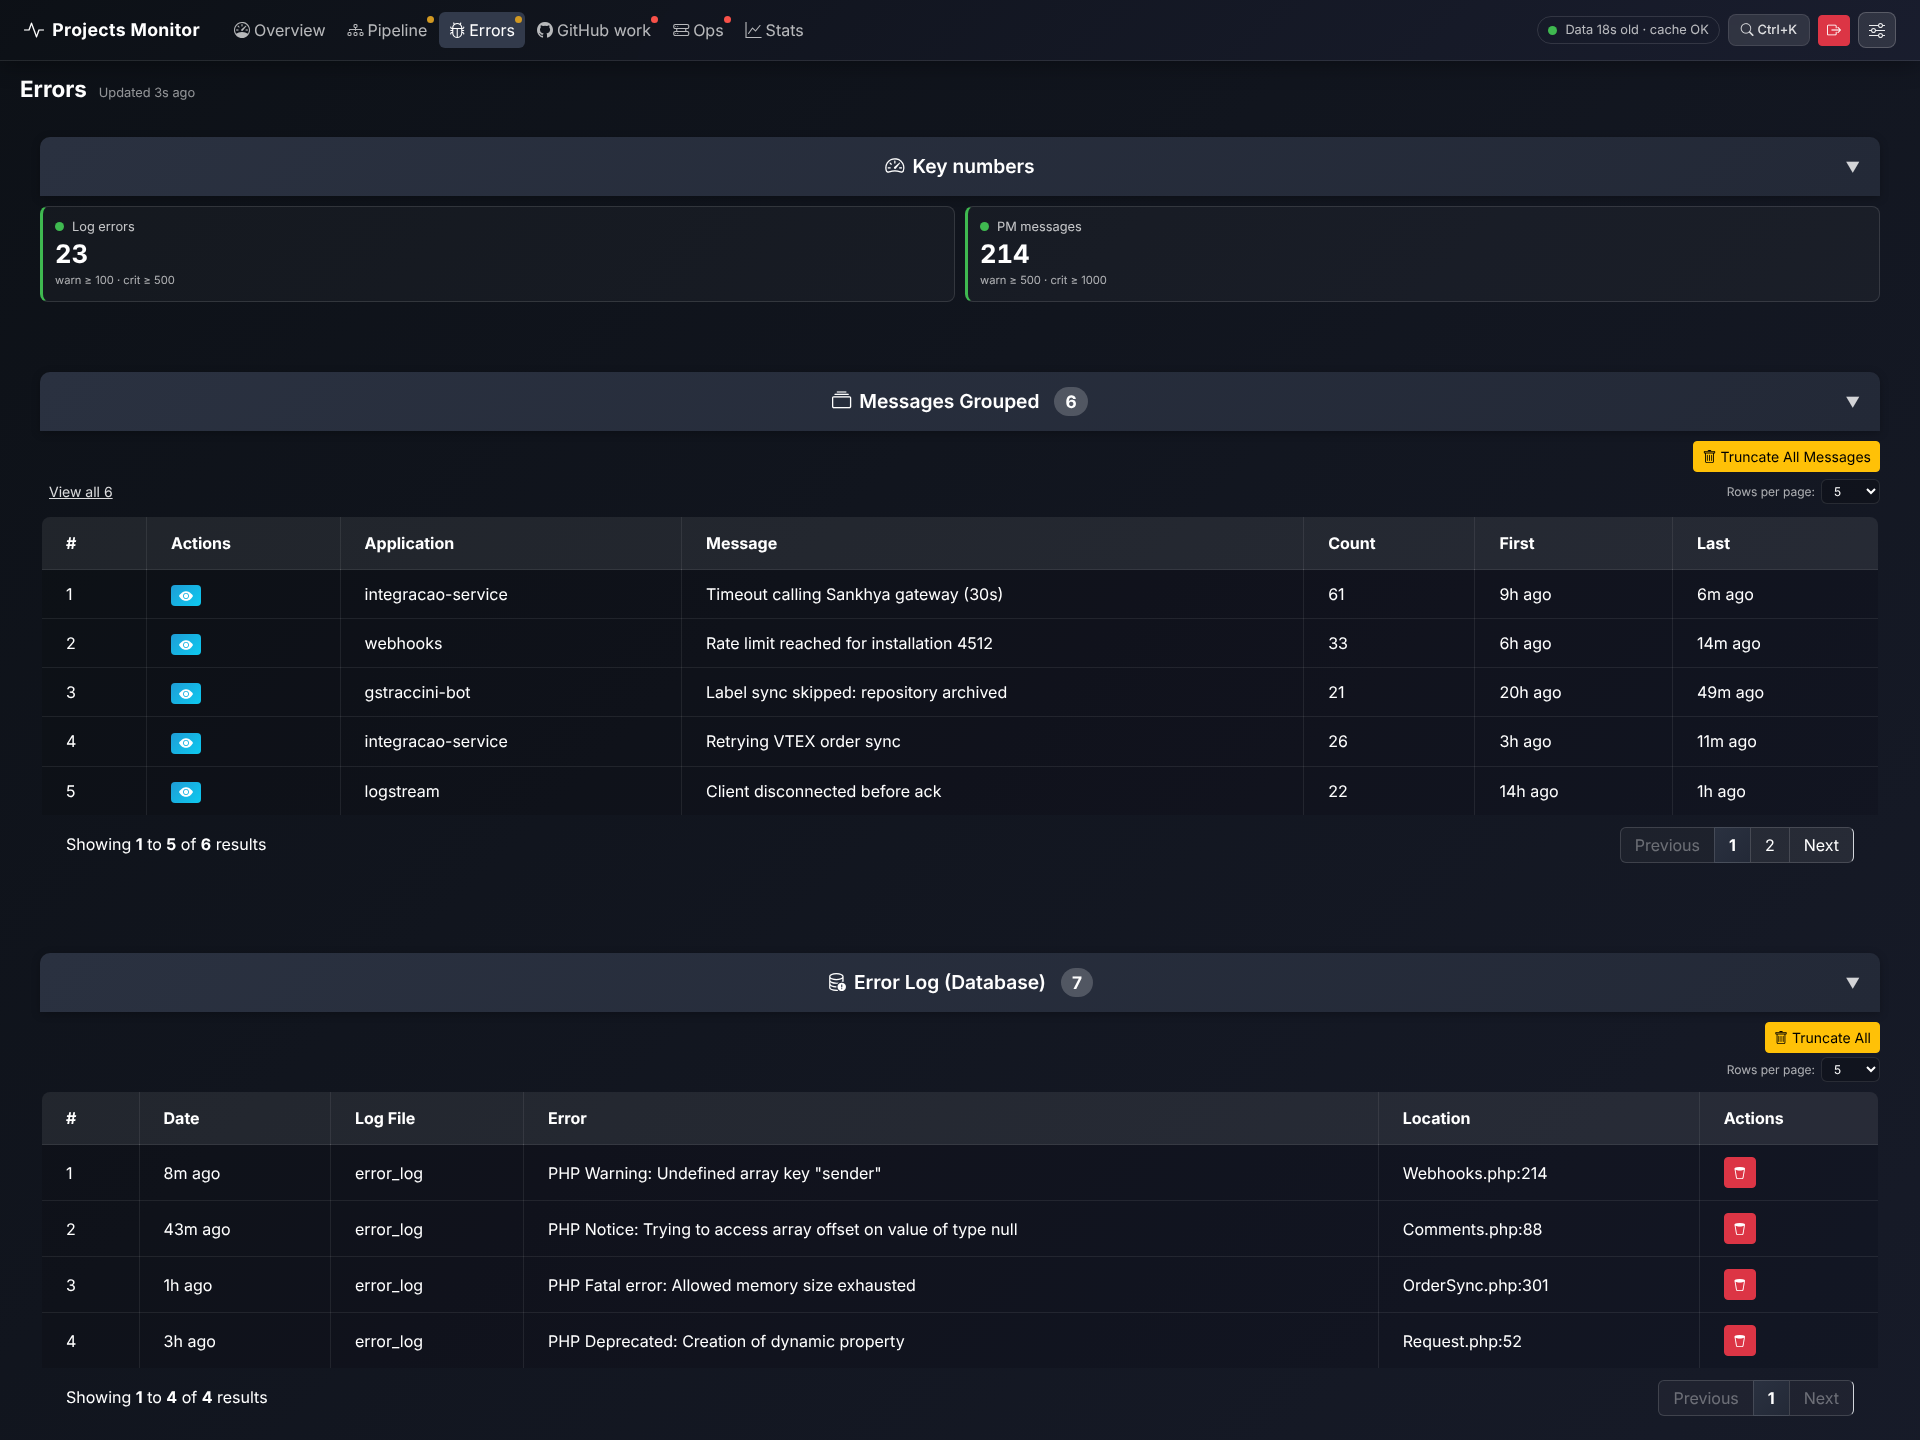 Projects Monitor Overview Pipeline Errors GitHub work Ops Stats Data 18s old · cache OK Ctrl+K
Errors Updated 3s ago
Key numbers ▼
Log errors
23
warn ≥ 100 · crit ≥ 500
PM messages
214
warn ≥ 500 · crit ≥ 1000
Messages Grouped 6 ▼
Truncate All Messages
View all 6 Rows per page: 5
# Actions Application Message Count First Last
1 integracao-service Timeout calling Sankhya gateway (30s) 61 9h ago 6m ago
2 webhooks Rate limit reached for installation 4512 33 6h ago 14m ago
3 gstraccini-bot Label sync skipped: repository archived 21 20h ago 49m ago
4 integracao-service Retrying VTEX order sync 26 3h ago 11m ago
5 logstream Client disconnected before ack 22 14h ago 1h ago
Showing 1 to 5 of 6 results Previous 1 2 Next
Error Log (Database) 7 ▼
Truncate All
Rows per page: 5
# Date Log File Error Location Actions
1 8m ago error_log PHP Warning: Undefined array key "sender" Webhooks.php:214
2 43m ago error_log PHP Notice: Trying to access array offset on value of type null Comments.php:88
3 1h ago error_log PHP Fatal error: Allowed memory size exhausted OrderSync.php:301
4 3h ago error_log PHP Deprecated: Creation of dynamic property Request.php:52
Showing 1 to 4 of 4 results Previous 1 Next